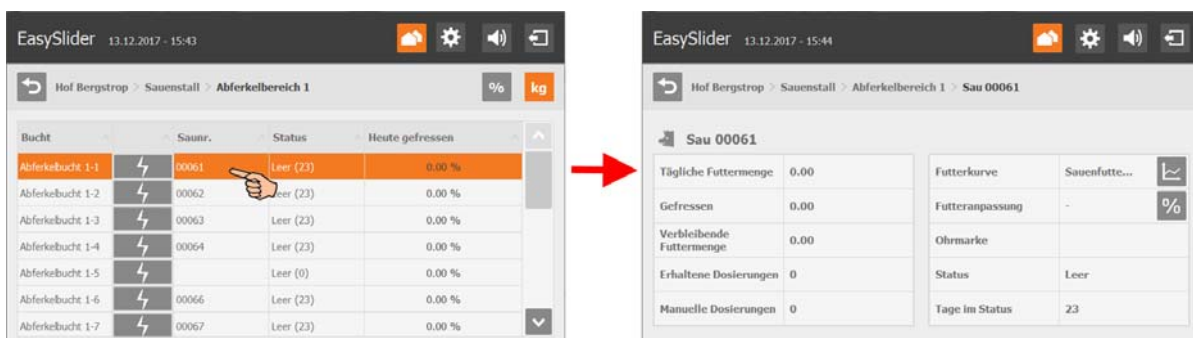 EasySlider 13.12.2017 - 15:43
Hof Bergstrop > Sauenstall > Abferkelbereich 1 % kg
Bucht Saunr. Status Heute gefressen
Abferkelbucht 1-1 00061 Leer (23) 0.00 %
Abferkelbucht 1-2 00062 Leer (23) 0.00 %
Abferkelbucht 1-3 00063 Leer (23) 0.00 %
Abferkelbucht 1-4 00064 Leer (23) 0.00 %
Abferkelbucht 1-5 Leer (0) 0.00 %
Abferkelbucht 1-6 00066 Leer (23) 0.00 %
Abferkelbucht 1-7 00067 Leer (23) 0.00 %
EasySlider 13.12.2017 - 15:44
Hof Bergstrop > Sauenstall > Abferkelbereich 1 > Sau 00061
Sau 00061
Tägliche Futtermenge 0.00
Gefressen 0.00
Verbleibende
Futtermenge 0.00
Erhaltene Dosierungen 0
Manuelle Dosierungen 0
Futterkurve Sauenfutte...
Futteranpassung - %
Ohrmarke
Status Leer
Tage im Status 23